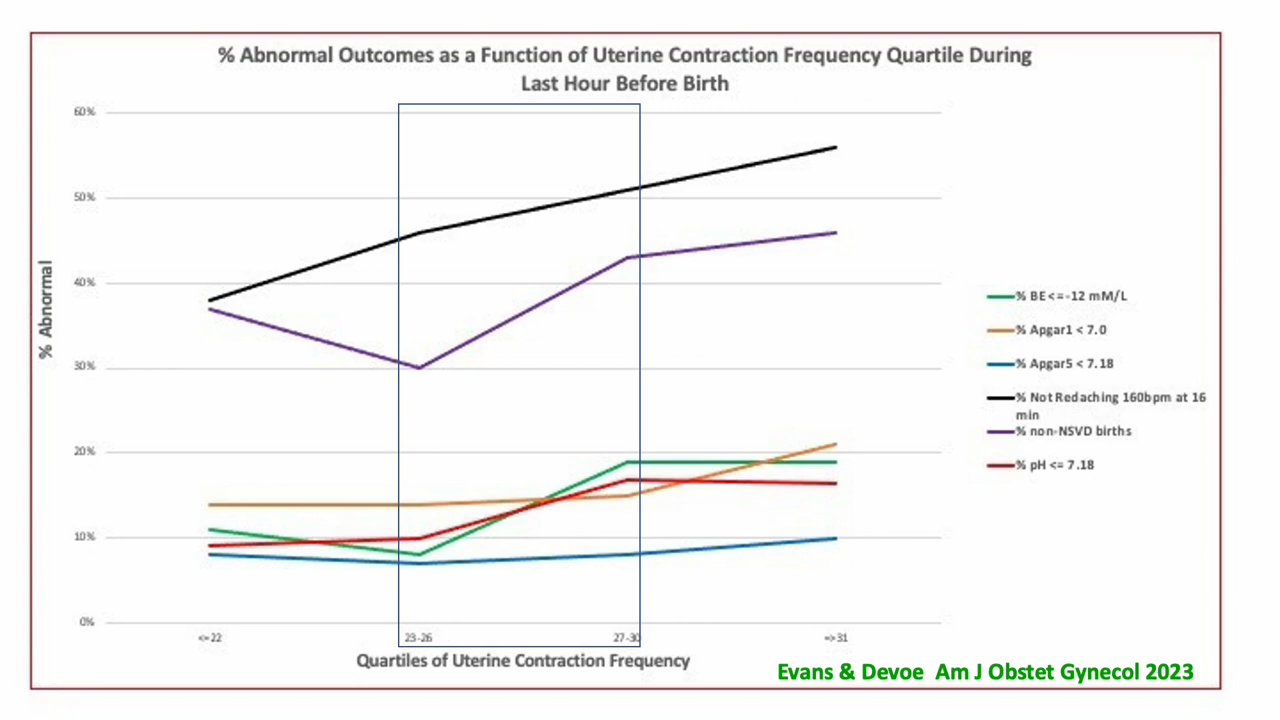 % Abnormal Outcomes as a Function of Uterine Contraction Frequency Quartile During
Last Hour Before Birth
60%
50%
40%
30%
20%
10%
0%
% Abnormal
<=22
23-26
27-30
=>31
Quartiles of Uterine Contraction Frequency
% BE <=-12 mM/L
% Apgar1 < 7.0
% Apgar5 < 7.18
% Not Redaching 160bpm at 16
min
% non-NSVD births
% pH <= 7.18
Evans & Devoe Am J Obstet Gynecol 2023